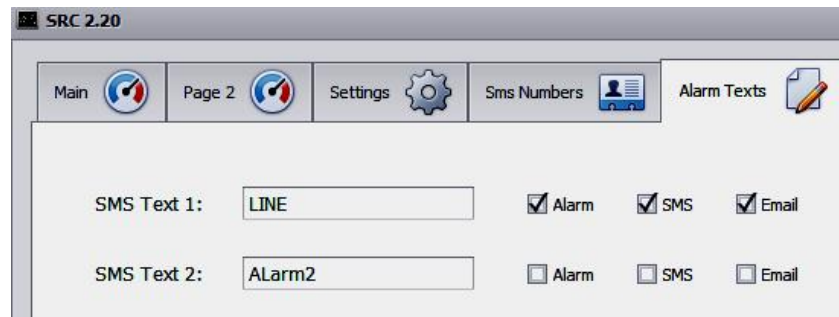 SRC 2.20
Main Page 2 Settings Sms Numbers Alarm Texts
SMS Text 1: LINE Alarm SMS Email
SMS Text 2: ALarm2 Alarm SMS Email